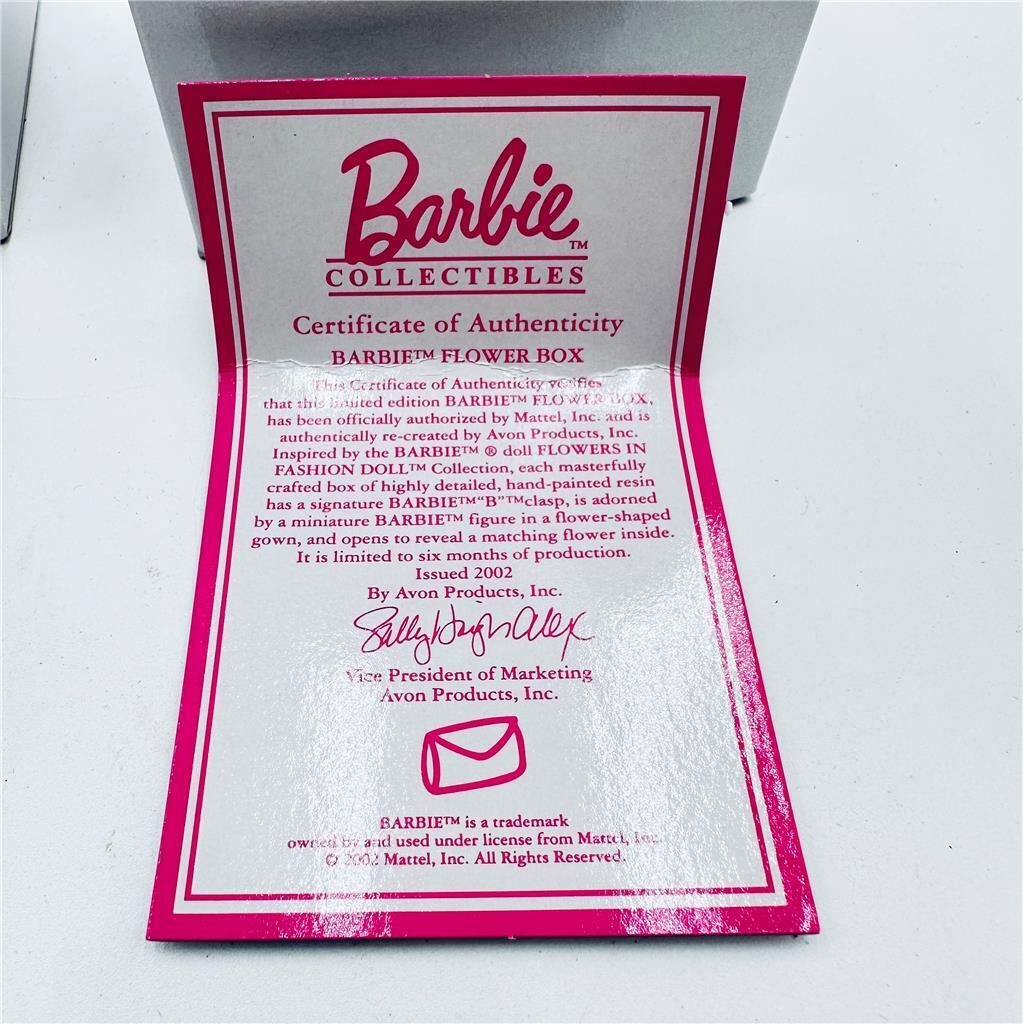 Barbie™
COLLECTIBLES
Certificate of Authenticity
BARBIE™ FLOWER BOX
This Certificate of Authenticity verifies
that this limited edition BARBIE™ FLOWER BOX,
has been officially authorized by Mattel, Inc. and is
authentically re-created by Avon Products, Inc.
Inspired by the BARBIE™ ® doll FLOWERS IN
FASHION DOLL™ Collection, each masterfully
crafted box of highly detailed, hand-painted resin
has a signature BARBIE™“B”™clasp, is adorned
by a miniature BARBIE™ figure in a flower-shaped
gown, and opens to reveal a matching flower inside.
It is limited to six months of production.
Issued 2002
By Avon Products, Inc.
Sally
Vice President of Marketing
Avon Products, Inc.
BARBIE™ is a trademark
owned by and used under license from Mattel, Inc.
© 2002 Mattel, Inc. All Rights Reserved.